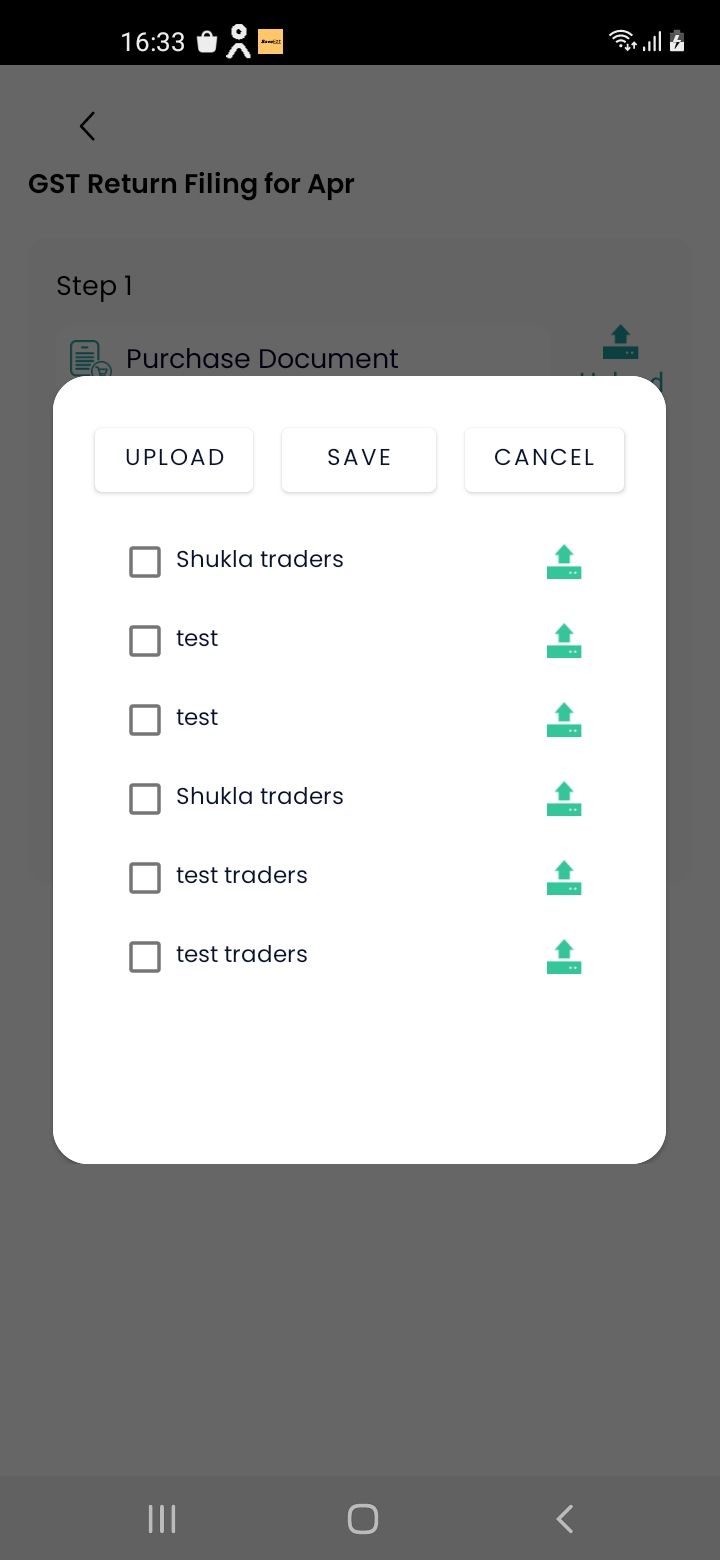 16:33
GST Return Filing for Apr
Step 1
Purchase Document
UPLOAD SAVE CANCEL
Shukla traders
test
test
Shukla traders
test traders
test traders